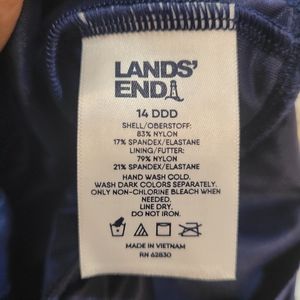 LANDS'
END
14 DDD
SHELL/OBERSTOFF:
83% NYLON
17% SPANDEX/ELASTANE
LINING/FUTTER:
79% NYLON
21% SPANDEX/ELASTANE
HAND WASH COLD.
WASH DARK COLORS SEPARATELY.
ONLY NON-CHLORINE BLEACH WHEN
NEEDED.
LINE DRY.
DO NOT IRON.
MADE IN VIETNAM
RN 62830